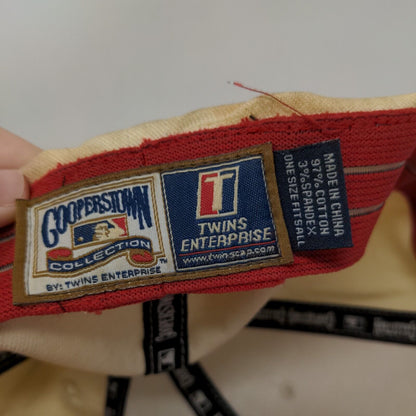 COOPERSTOWN
COLLECTION
BY: TWINS ENTERPRISE
T
TWINS
ENTERPRISE
www.twinscap.com
MADE IN CHINA
97% COTTON
3% SPANDEX
ONE SIZE FITS ALL